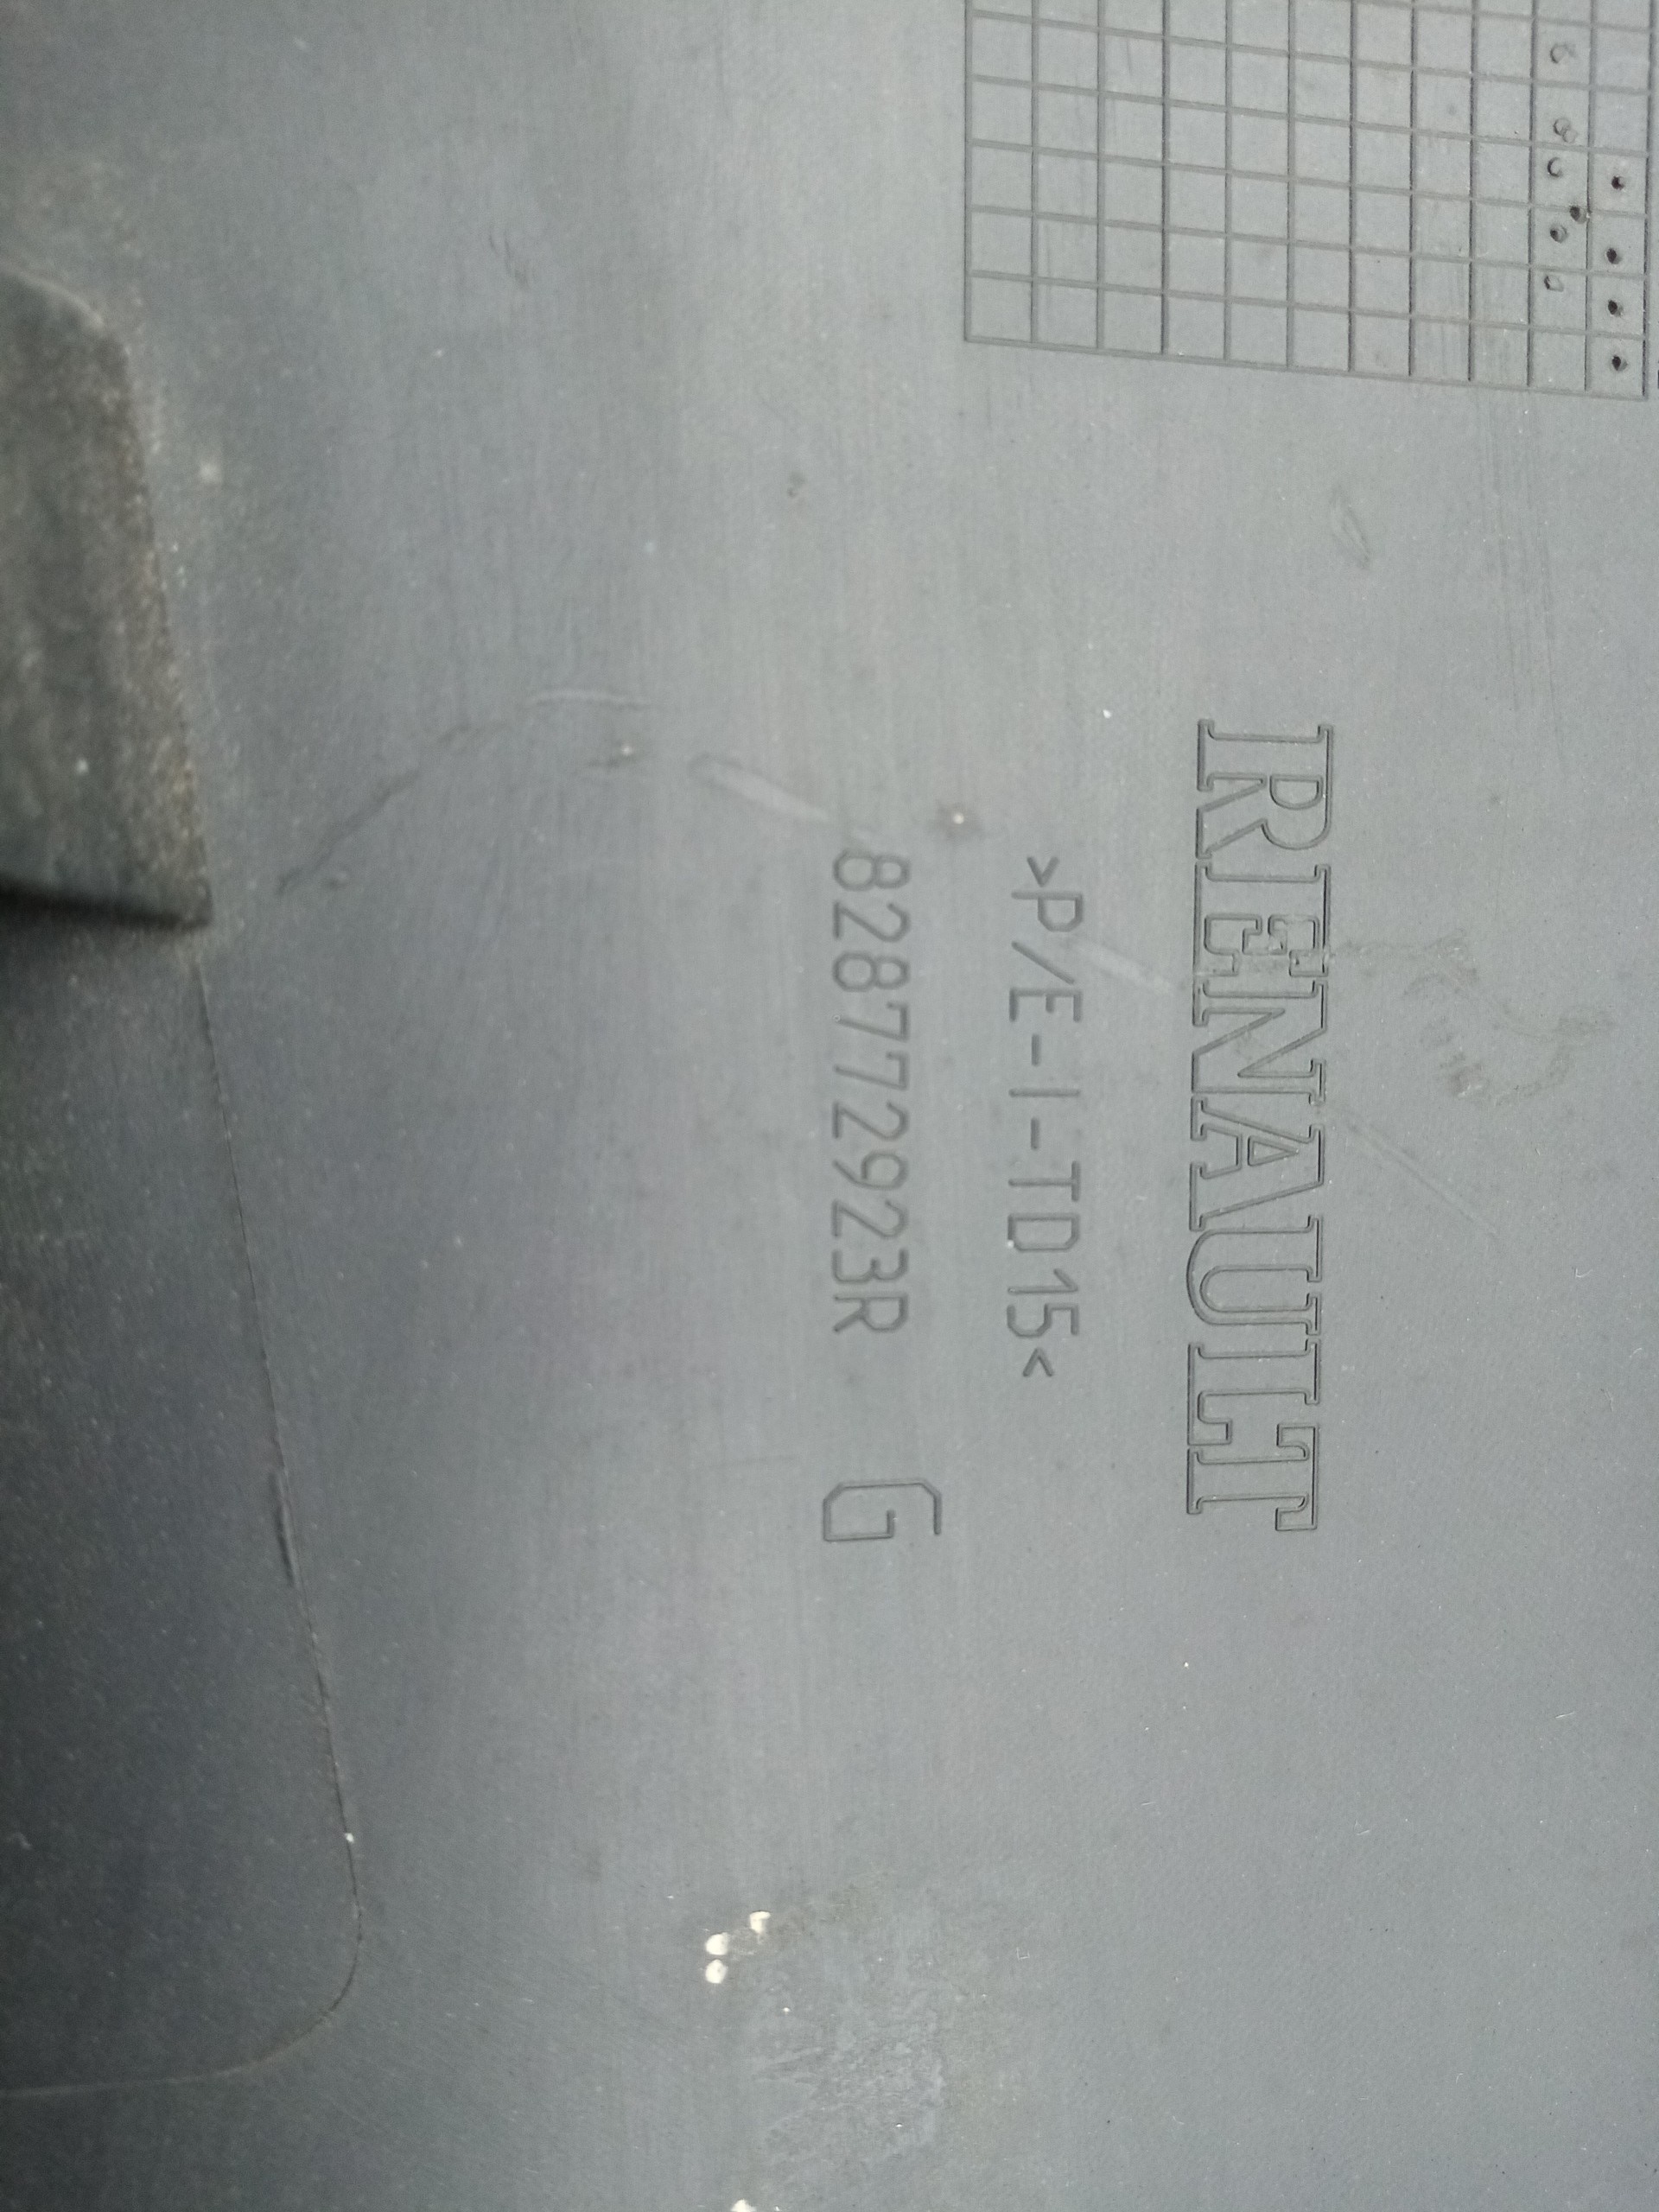 RENAULT
>P/E-I-TD15<
828772923R G